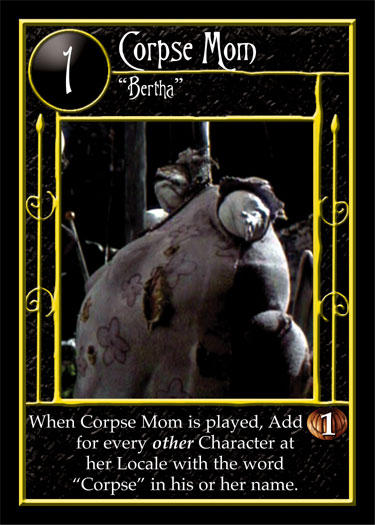 1
Corpse Mom
“Bertha”
When Corpse Mom is played, Add 1
for every other Character at
her Locale with the word
“Corpse” in his or her name.